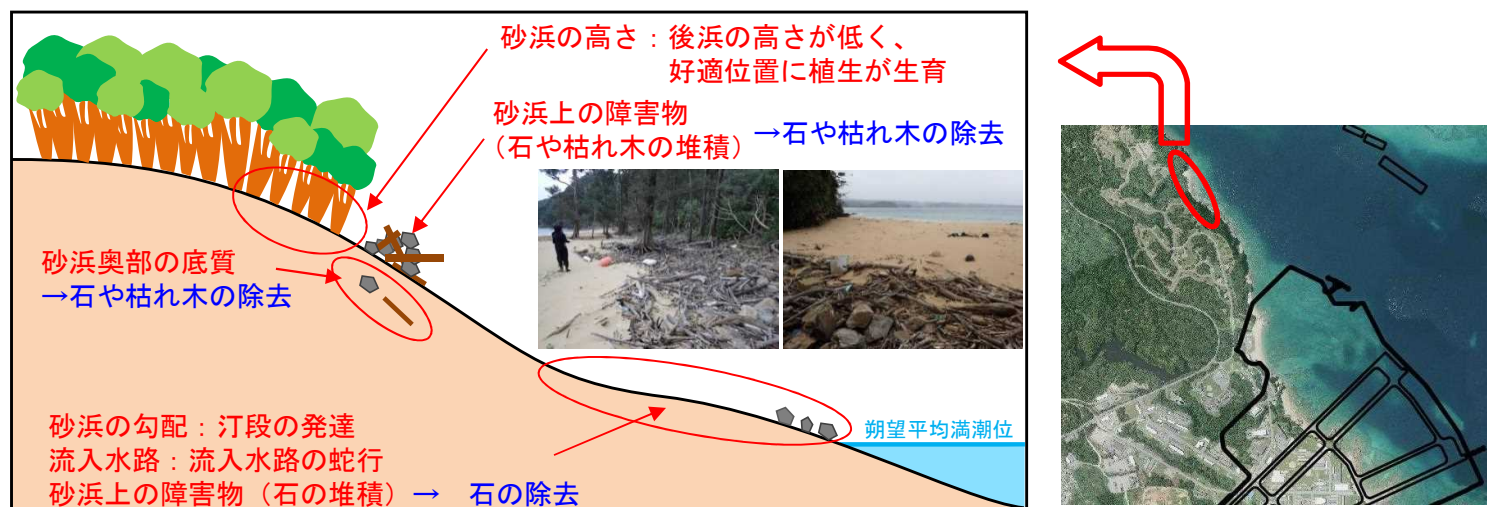 砂浜の高さ：後浜の高さが低く、
好適位置に植生が生育
砂浜上の障害物
（石や枯れ木の堆積）
→石や枯れ木の除去
砂浜奥部の底質
→石や枯れ木の除去
砂浜の勾配：汀段の発達
流入水路：流入水路の蛇行
砂浜上の障害物（石の堆積）→　石の除去
朔望平均満潮位